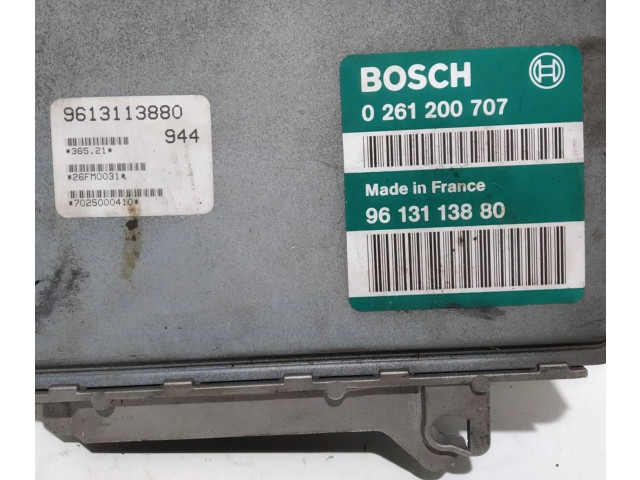 9613113880
944
*365.21*
*26FM0031*
*7025000410*
BOSCH
0 261 200 707
Made in France
96 131 138 80